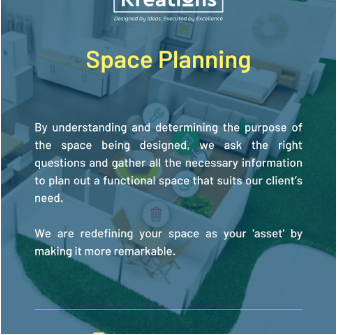 Kreations
Designed by Ideas, Executed by Excellence
Space Planning
By understanding and determining the purpose of
the space being designed, we ask the right
questions and gather all the necessary information
to plan out a functional space that suits our client's
need.
We are redefining your space as your 'asset' by
making it more remarkable.